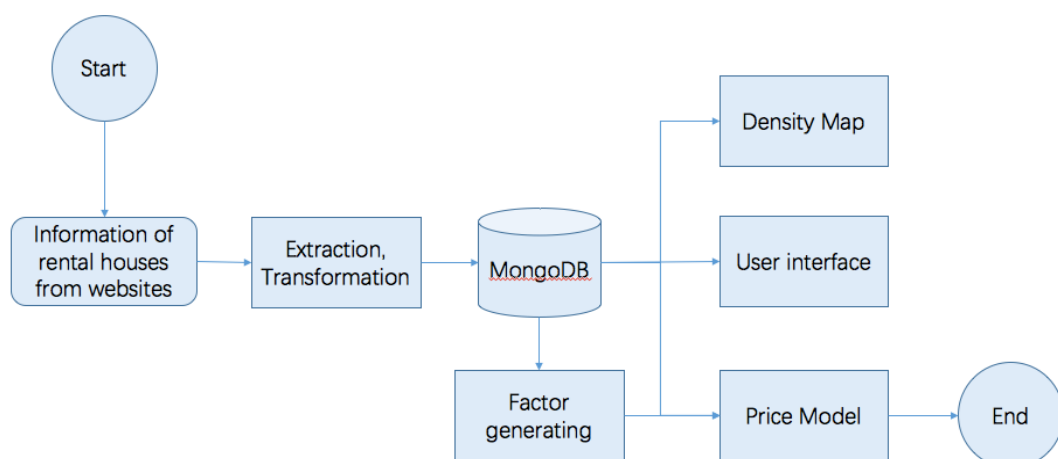 Start
Information of
rental houses
from websites
Extraction,
Transformation
MongoDB
Factor
generating
Density Map
User interface
Price Model
End